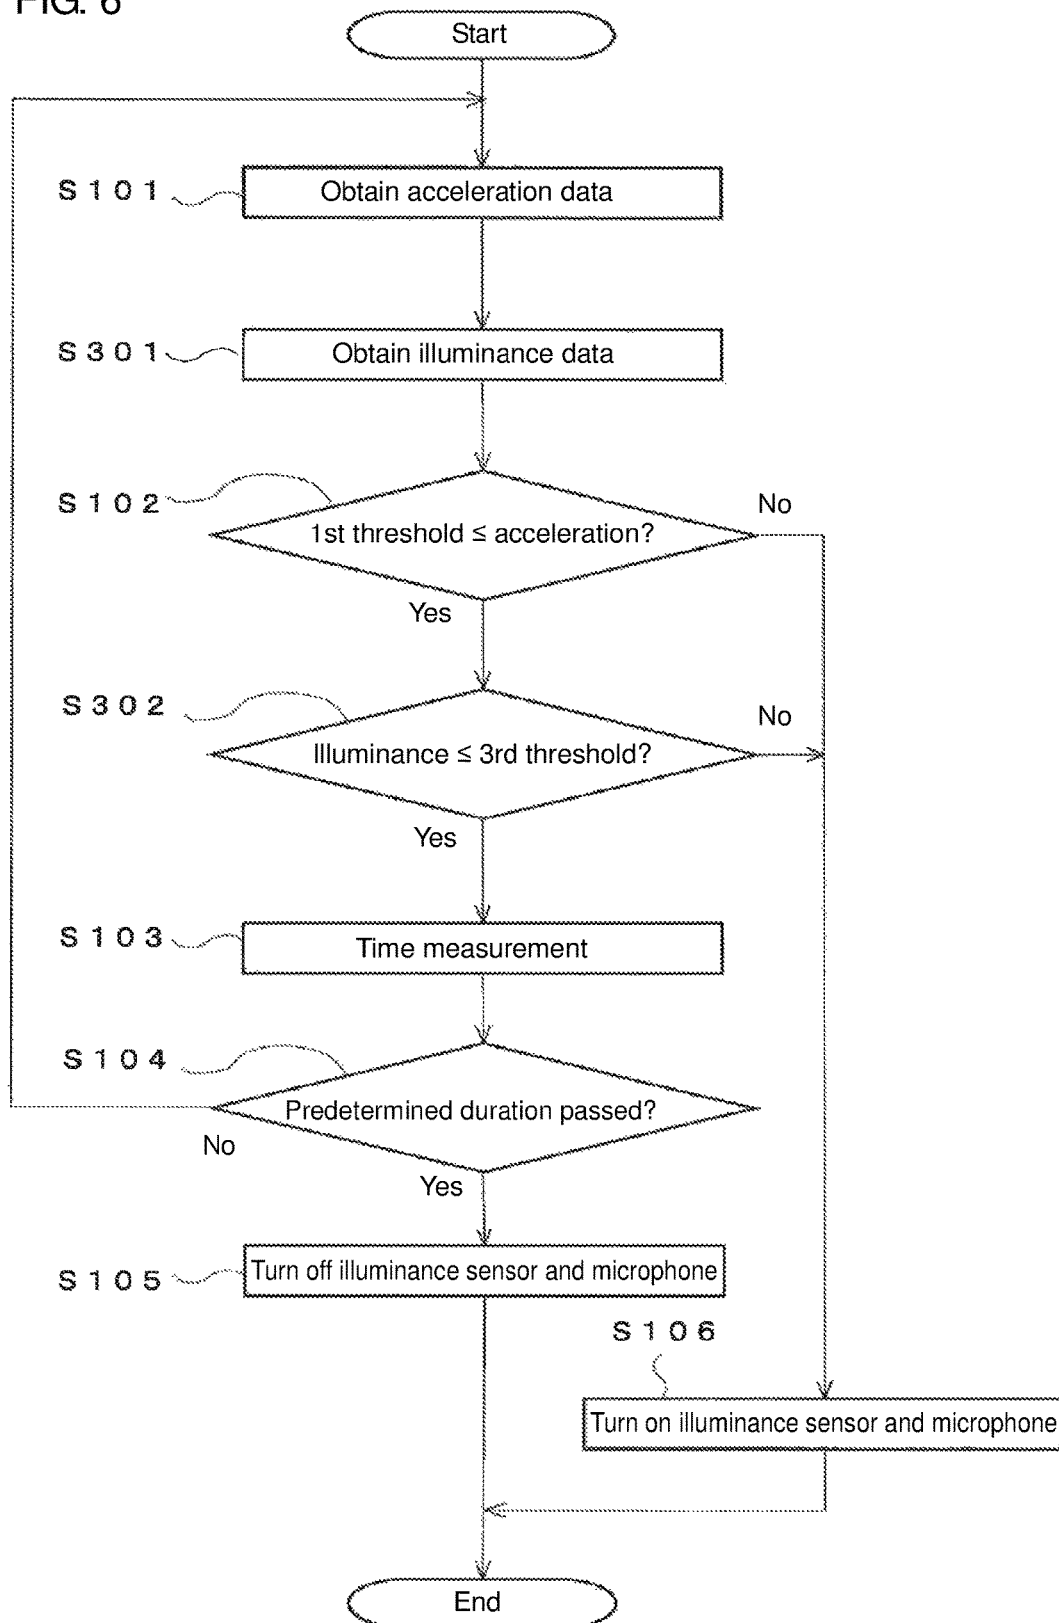 FIG. 6
Start
S101
Obtain acceleration data
S301
Obtain illuminance data
S102
1st threshold ≤ acceleration?
No
Yes
S302
Illuminance ≤ 3rd threshold?
No
Yes
S103
Time measurement
S104
Predetermined duration passed?
No
Yes
S105
Turn off illuminance sensor and microphone
S106
Turn on illuminance sensor and microphone
End